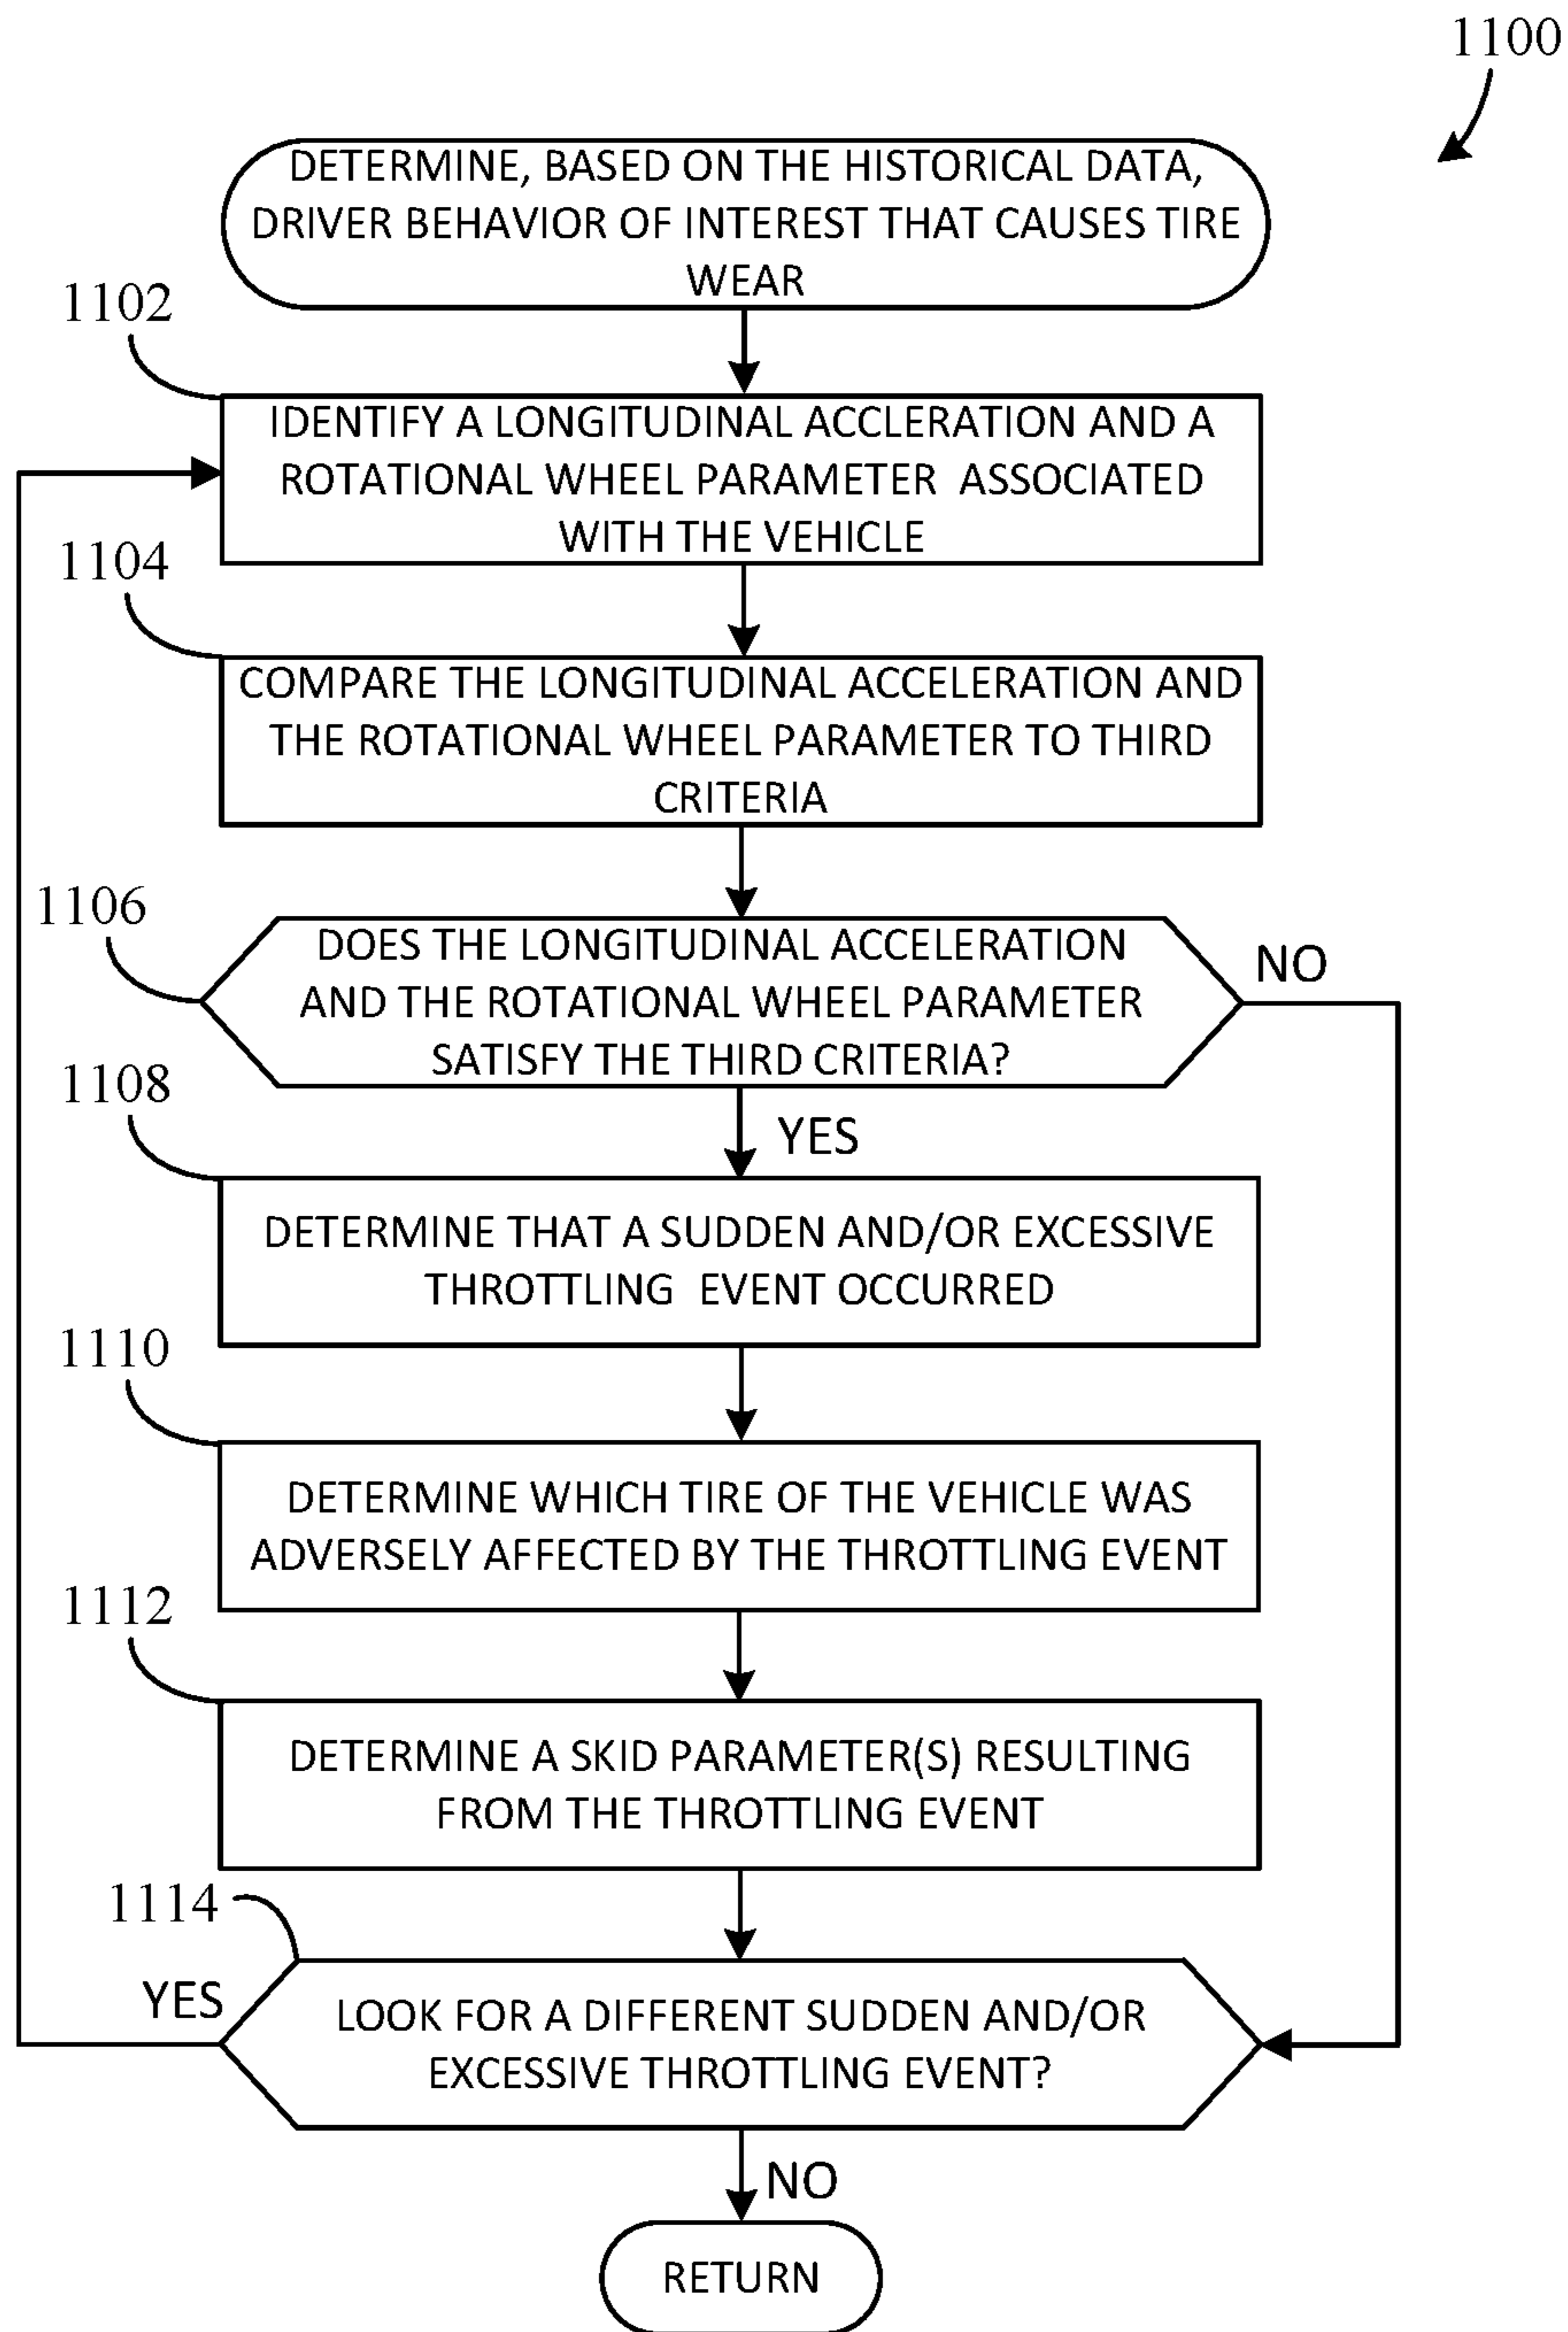 1100
DETERMINE, BASED ON THE HISTORICAL DATA,
DRIVER BEHAVIOR OF INTEREST THAT CAUSES TIRE
WEAR
1102
IDENTIFY A LONGITUDINAL ACCLERATION AND A
ROTATIONAL WHEEL PARAMETER ASSOCIATED
WITH THE VEHICLE
1104
COMPARE THE LONGITUDINAL ACCELERATION AND
THE ROTATIONAL WHEEL PARAMETER TO THIRD
CRITERIA
1106
DOES THE LONGITUDINAL ACCELERATION
AND THE ROTATIONAL WHEEL PARAMETER
SATISFY THE THIRD CRITERIA?
NO
YES
1108
DETERMINE THAT A SUDDEN AND/OR EXCESSIVE
THROTTLING EVENT OCCURRED
1110
DETERMINE WHICH TIRE OF THE VEHICLE WAS
ADVERSELY AFFECTED BY THE THROTTLING EVENT
1112
DETERMINE A SKID PARAMETER(S) RESULTING
FROM THE THROTTLING EVENT
1114
YES
LOOK FOR A DIFFERENT SUDDEN AND/OR
EXCESSIVE THROTTLING EVENT?
NO
RETURN